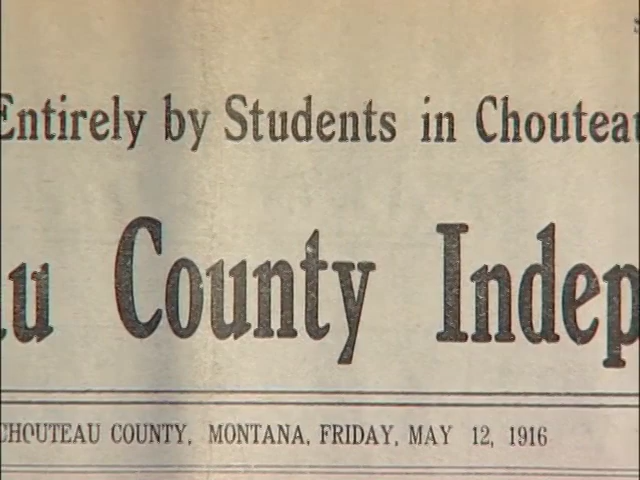 Entirely by Students in Chouteau
u County Indep
CHOUTEAU COUNTY, MONTANA, FRIDAY, MAY 12, 1916